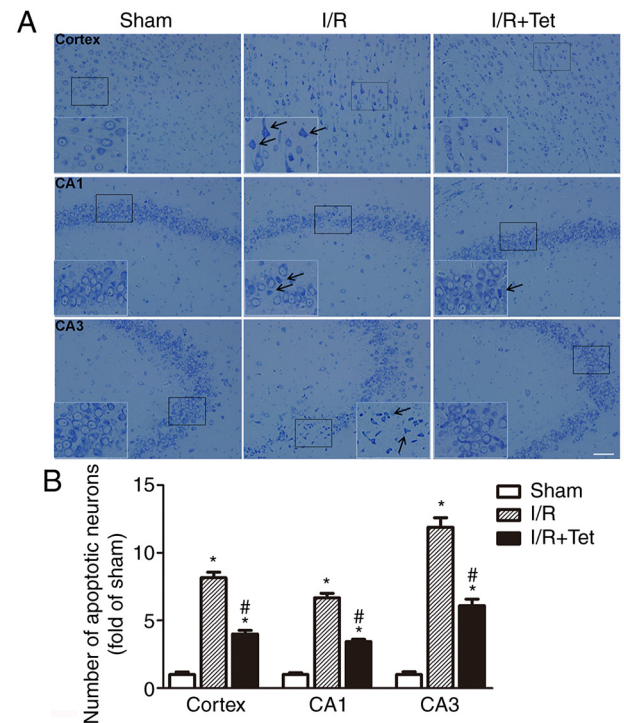 A
Sham I/R I/R+Tet
Cortex
CA1
CA3
B
Number of apoptotic neurons
(fold of sham)
15
10
5
0
* # *
* # *
* # *
Cortex CA1 CA3
Sham
I/R
I/R+Tet